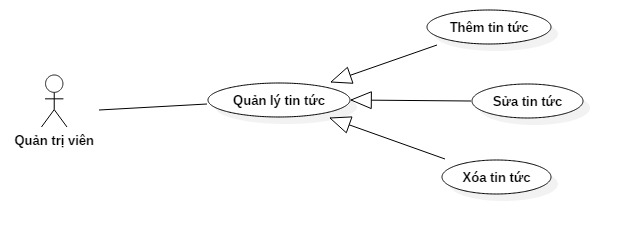 Thêm tin tức
Quản lý tin tức
Sửa tin tức
Quản trị viên
Xóa tin tức